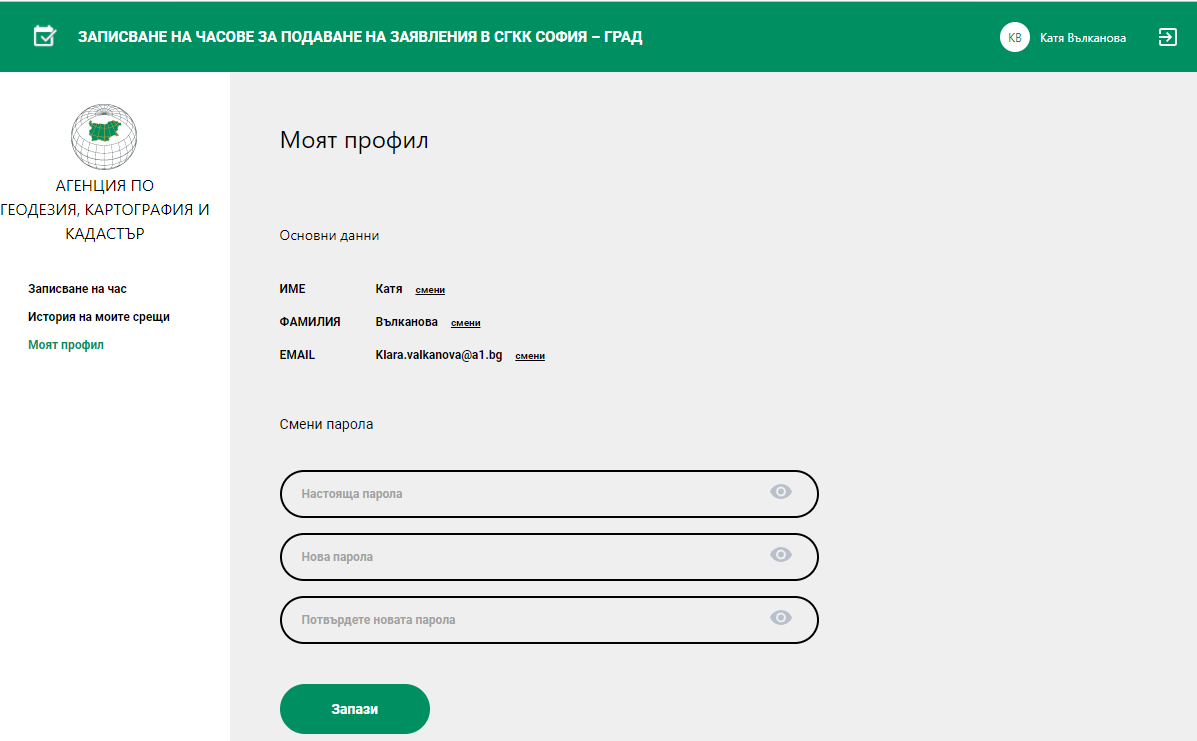 ЗАПИСВАНЕ НА ЧАСОВЕ ЗА ПОДАВАНЕ НА ЗАЯВЛЕНИЯ В СГКК СОФИЯ – ГРАД
КВ Катя Вълканова
АГЕНЦИЯ ПО
ГЕОДЕЗИЯ, КАРТОГРАФИЯ И
КАДАСТЪР
Записване на час
История на моите срещи
Моят профил
Моят профил
Основни данни
ИМЕ Катя смени
ФАМИЛИЯ Вълканова смени
EMAIL Klara.valkanova@a1.bg смени
Смени парола
Настояща парола
Нова парола
Потвърдете новата парола
Запази